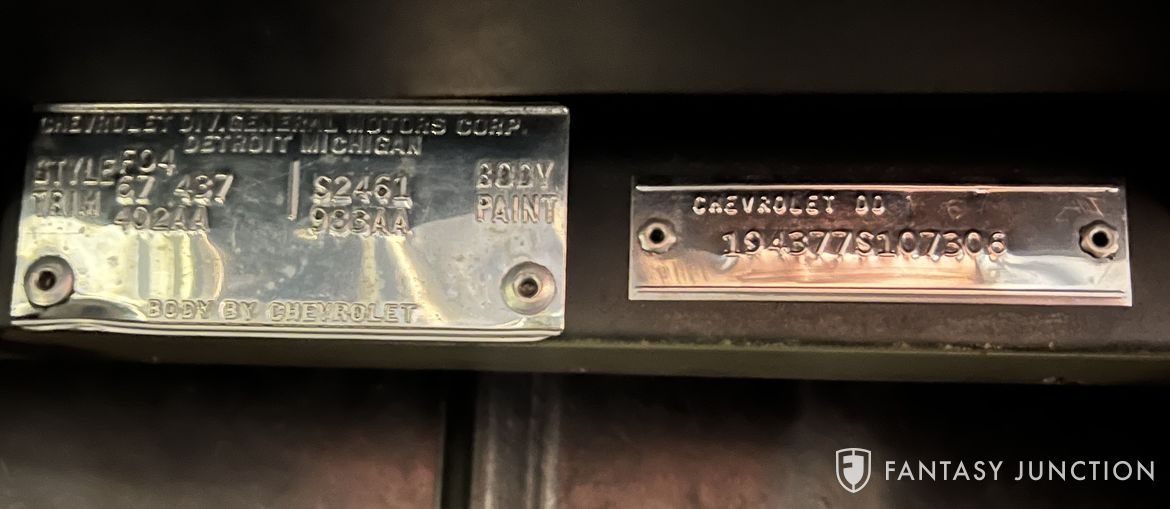 CHEVROLET DIV. GENERAL MOTORS CORP.
DETROIT MICHIGAN
F04
STYLE 67 437 S2461 BODY
TRIM 402AA 983AA PAINT
BODY BY CHEVROLET
CHEVROLET
194377S107306
FANTASY JUNCTION